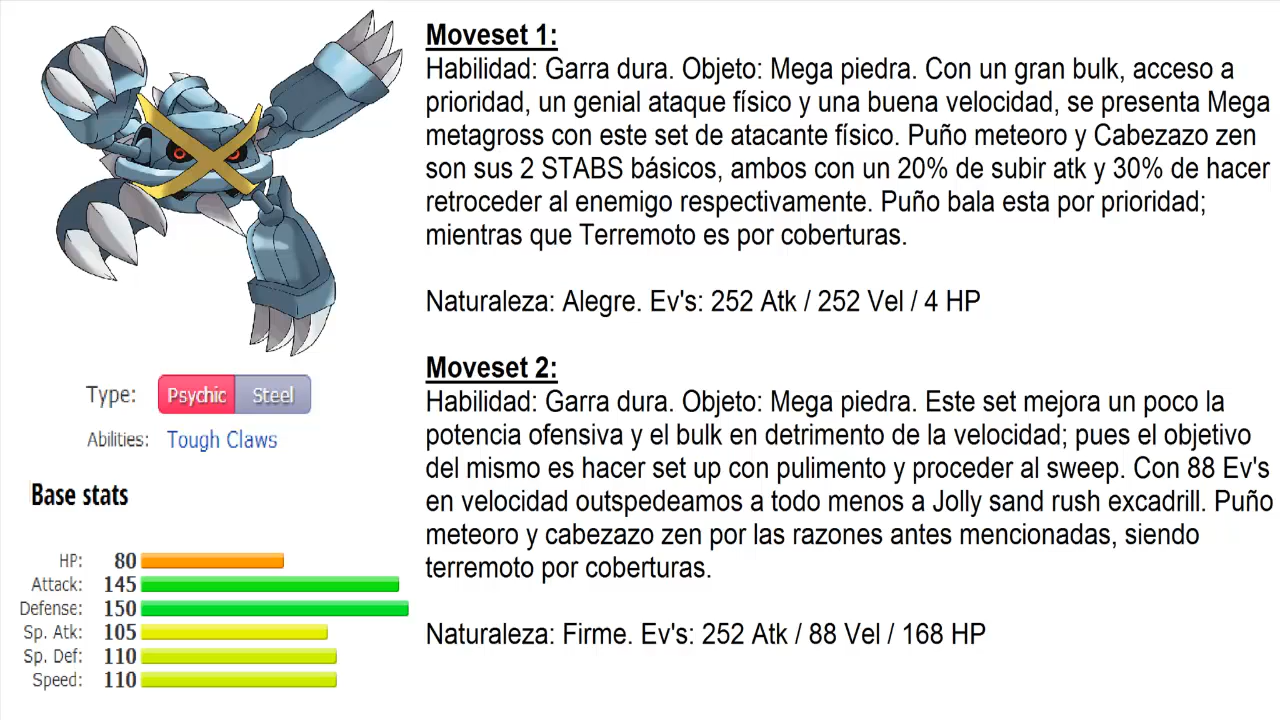 Moveset 1:
Habilidad: Garra dura. Objeto: Mega piedra. Con un gran bulk, acceso a
prioridad, un genial ataque físico y una buena velocidad, se presenta Mega
metagross con este set de atacante físico. Puño meteoro y Cabezazo zen
son sus 2 STABS básicos, ambos con un 20% de subir atk y 30% de hacer
retroceder al enemigo respectivamente. Puño bala esta por prioridad;
mientras que Terremoto es por coberturas.
Naturaleza: Alegre. Ev's: 252 Atk / 252 Vel / 4 HP
Moveset 2:
Habilidad: Garra dura. Objeto: Mega piedra. Este set mejora un poco la
potencia ofensiva y el bulk en detrimento de la velocidad; pues el objetivo
del mismo es hacer set up con pulimento y proceder al sweep. Con 88 Ev's
en velocidad outspedeamos a todo menos a Jolly sand rush excadrill. Puño
meteoro y cabezazo zen por las razones antes mencionadas, siendo
terremoto por coberturas.
Naturaleza: Firme. Ev's: 252 Atk / 88 Vel / 168 HP
Type: Psychic Steel
Abilities: Tough Claws
Base stats
HP: 80
Attack: 145
Defense: 150
Sp. Atk: 105
Sp. Def: 110
Speed: 110